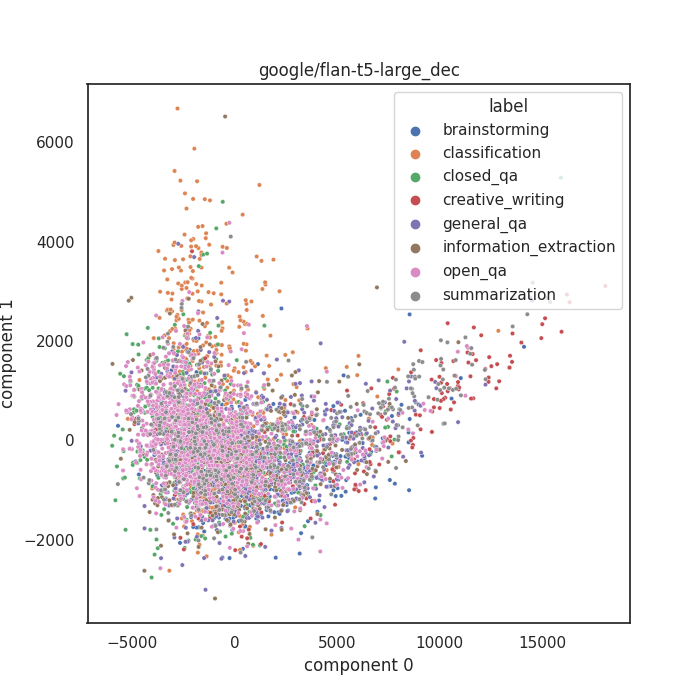 google/flan-t5-large_dec
label
brainstorming
classification
closed_qa
creative_writing
general_qa
information_extraction
open_qa
summarization
6000
4000
2000
0
−2000
component 1
−5000 0 5000 10000 15000
component 0